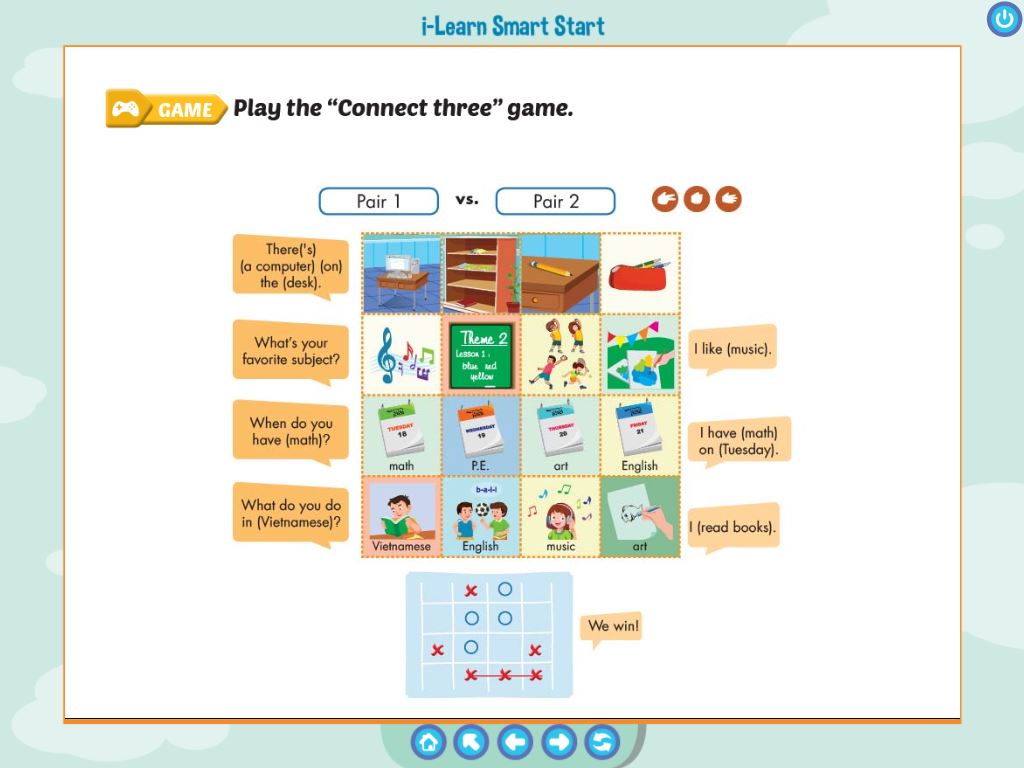 i-Learn Smart Start
GAME Play the “Connect three” game.
Pair 1 vs. Pair 2
There('s)
(a computer) (on)
the (desk).
What's your
favorite subject?
Theme 2
Lesson 1 :
blue red
yellow
I like (music).
When do you
have (math)?
TUESDAY
18
math
WEDNESDAY
19
P.E.
THURSDAY
20
art
FRIDAY
21
English
I have (math)
on (Tuesday).
What do you do
in (Vietnamese)?
Vietnamese
b-a-l-l
English
music
art
I (read books).
We win!